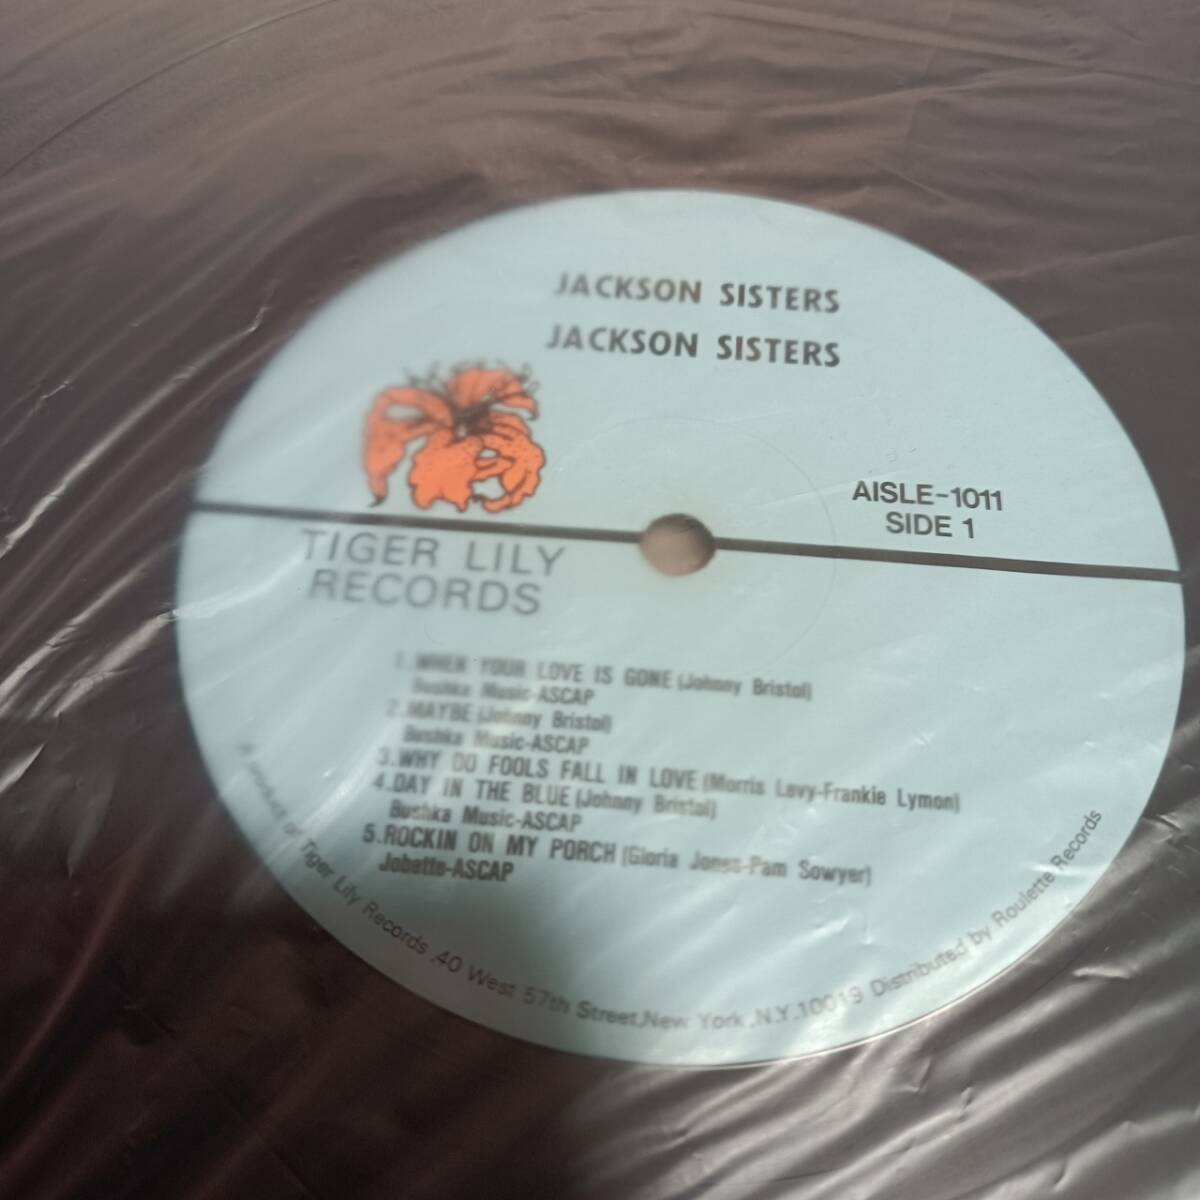 JACKSON SISTERS
JACKSON SISTERS
AISLE-1011
SIDE 1
TIGER LILY
RECORDS
1.WHEN YOUR LOVE IS GONE (Johnny Bristol)
Bushka Music-ASCAP
2.MAYBE (Johnny Bristol)
Bushka Music-ASCAP
3.WHY DO FOOLS FALL IN LOVE (Morris Levy-Frankie Lymon)
4.DAY IN THE BLUE (Johnny Bristol)
Bushka Music-ASCAP
5.ROCKIN ON MY PORCH (Gloria Jones-Pam Sowyer)
Jobette-ASCAP
A product of Tiger Lily Records .40 West 57th Street,New York ,N.Y.10019 Distributed by Roulette Records